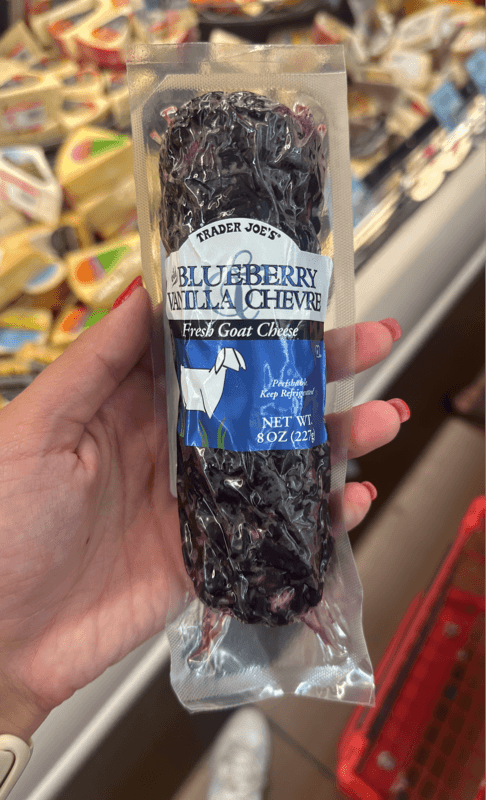 TRADER JOE'S
BLUEBERRY
&
VANILLA CHEVRE
Fresh Goat Cheese
Perishable
Keep Refrigerated
NET WT.
8 OZ (227g)